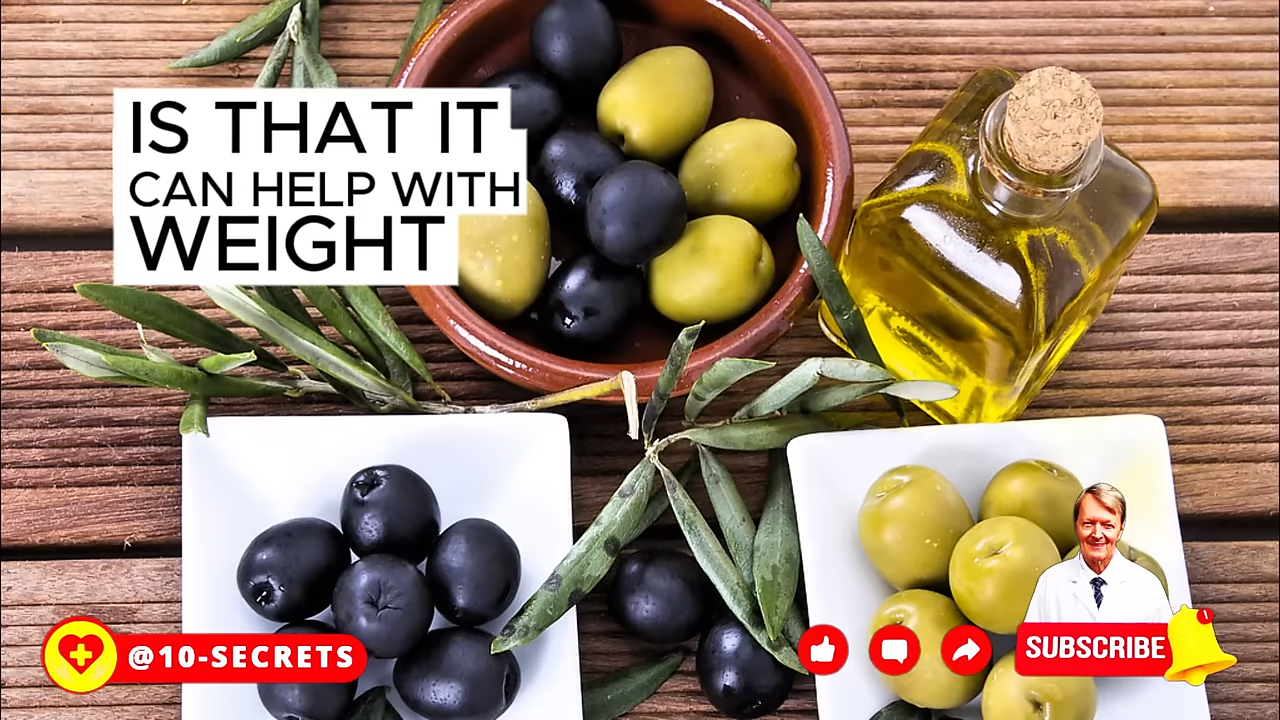 IS THAT IT
CAN HELP WITH
WEIGHT
@10-SECRETS
SUBSCRIBE